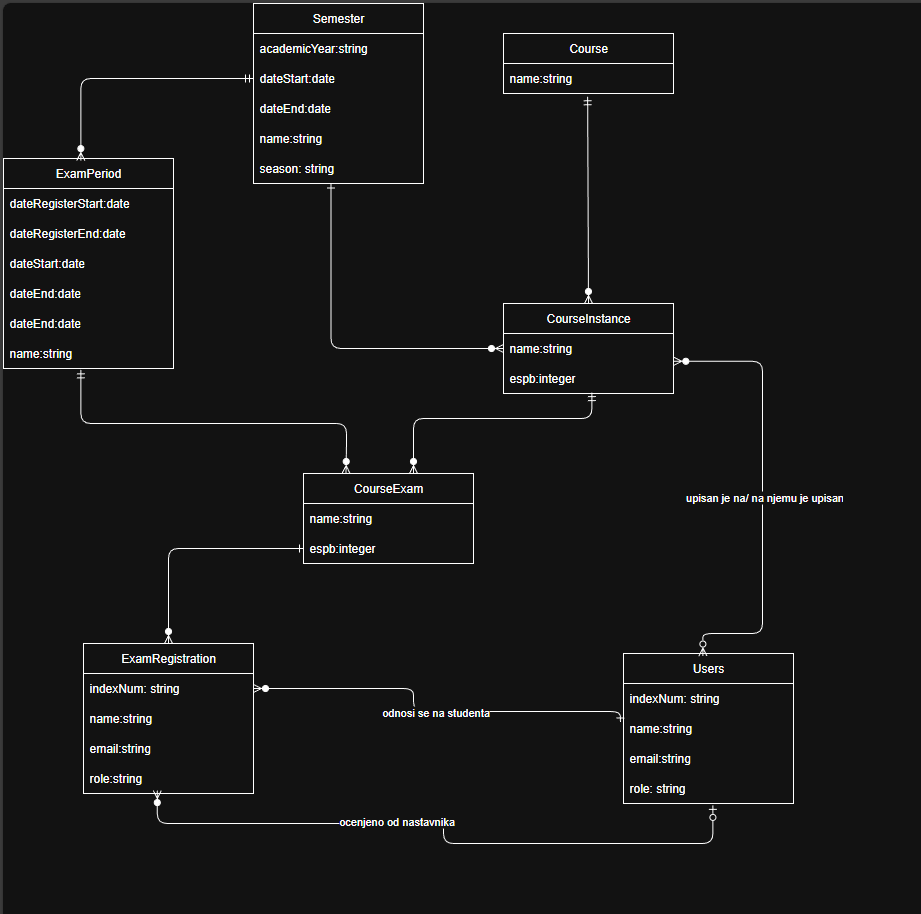 Semester
academicYear:string
dateStart:date
dateEnd:date
name:string
season: string
Course
name:string
ExamPeriod
dateRegisterStart:date
dateRegisterEnd:date
dateStart:date
dateEnd:date
dateEnd:date
name:string
CourseInstance
name:string
espb:integer
CourseExam
name:string
espb:integer
upisan je na/ na njemu je upisan
ExamRegistration
indexNum: string
name:string
email:string
role:string
odnosi se na studenta
Users
indexNum: string
name:string
email:string
role: string
ocenjeno od nastavnika